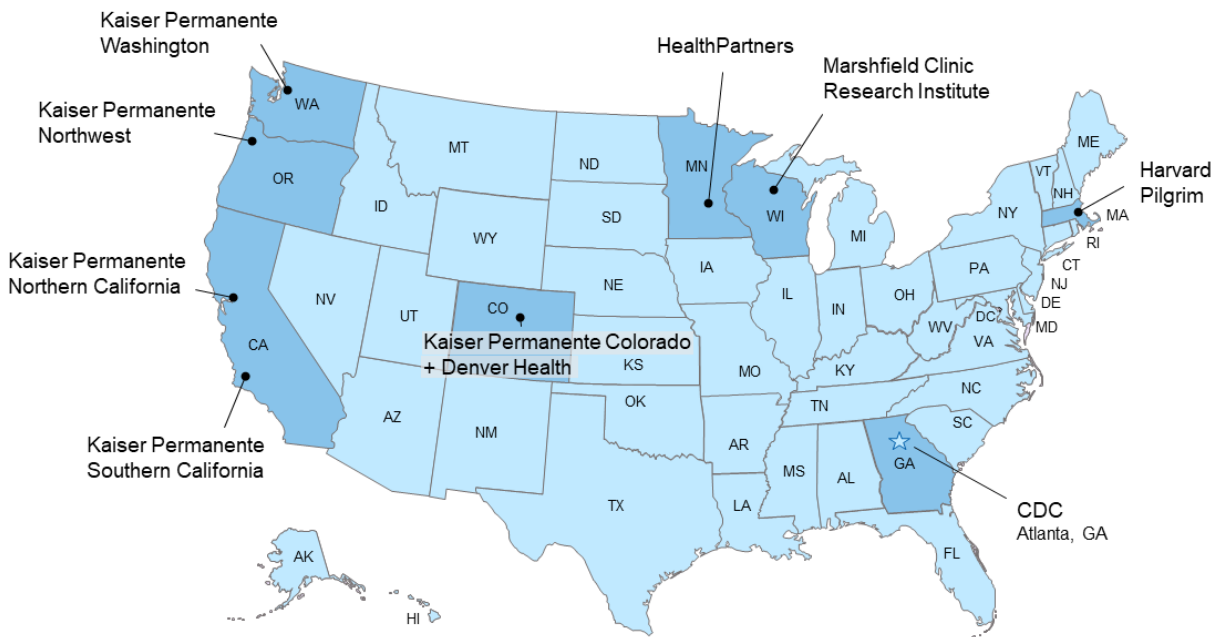 Kaiser Permanente
Washington
HealthPartners
Marshfield Clinic
Research Institute
Kaiser Permanente
Northwest
Harvard
Pilgrim
Kaiser Permanente
Northern California
Kaiser Permanente Colorado
+ Denver Health
Kaiser Permanente
Southern California
CDC
Atlanta, GA
WA
OR
CA
ID
NV
MT
WY
UT
CO
AZ
NM
ND
SD
NE
KS
OK
TX
MN
IA
MO
AR
LA
WI
IL
MI
IN
OH
KY
TN
MS
AL
GA
FL
SC
NC
VA
WV
DC
MD
DE
NJ
PA
NY
CT
RI
MA
VT
NH
ME
AK
HI